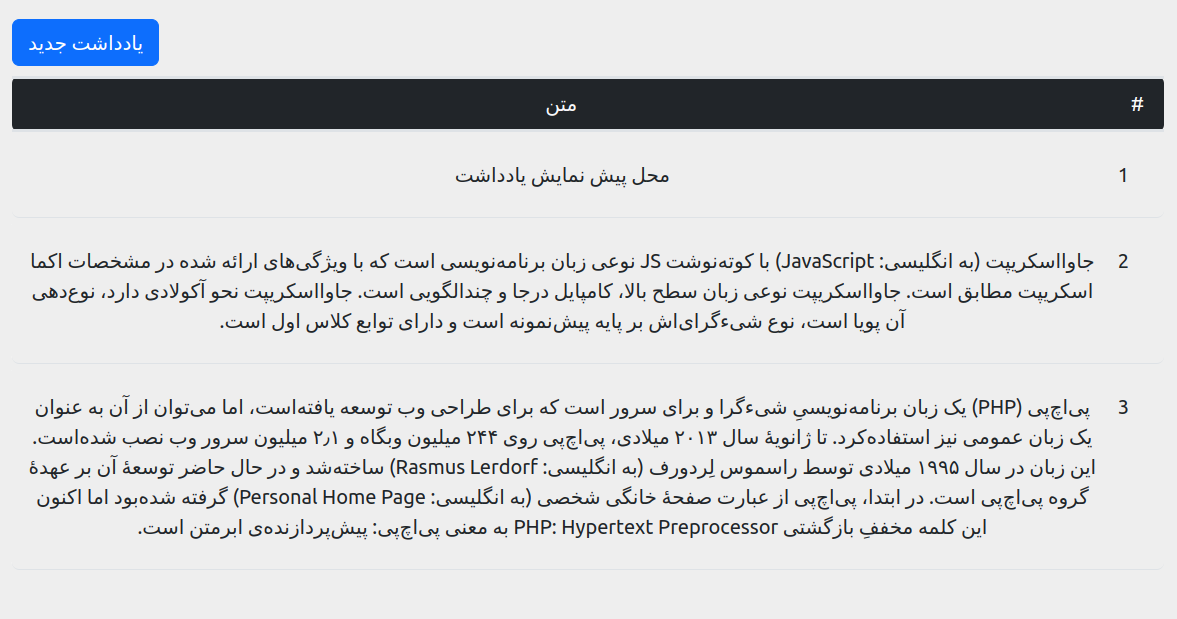 یادداشت جدید
# متن
1 محل پیش نمایش یادداشت
2 جاوااسکریپت (به انگلیسی: JavaScript) با کوته‌نوشت JS نوعی زبان برنامه‌نویسی است که با ویژگی‌های ارائه شده در مشخصات اکما
اسکریپت مطابق است. جاوااسکریپت نوعی زبان سطح بالا، کامپایل درجا و چندالگویی است. جاوااسکریپت نحو آکولادی دارد، نوع‌دهی
آن پویا است، نوع شیءگرای‌اش بر پایه پیش‌نمونه است و دارای توابع کلاس اول است.
3 پی‌اچ‌پی (PHP) یک زبان برنامه‌نویسیِ شیءگرا و برای سرور است که برای طراحی وب توسعه یافته‌است، اما می‌توان از آن به عنوان
یک زبان عمومی نیز استفاده‌کرد. تا ژانویهٔ سال ۲۰۱۳ میلادی، پی‌اچ‌پی روی ۲۴۴ میلیون وبگاه و ۲٫۱ میلیون سرور وب نصب شده‌است.
این زبان در سال ۱۹۹۵ میلادی توسط راسموس لِردورف (به انگلیسی: Rasmus Lerdorf) ساخته‌شد و در حال حاضر توسعهٔ آن بر عهدهٔ
گروه پی‌اچ‌پی است. در ابتدا، پی‌اچ‌پی از عبارت صفحهٔ خانگی شخصی (به انگلیسی: Personal Home Page) گرفته شده‌بود اما اکنون
این کلمه مخففِ بازگشتی PHP: Hypertext Preprocessor به معنی پی‌اچ‌پی: پیش‌پردازنده‌ی ابرمتن است.